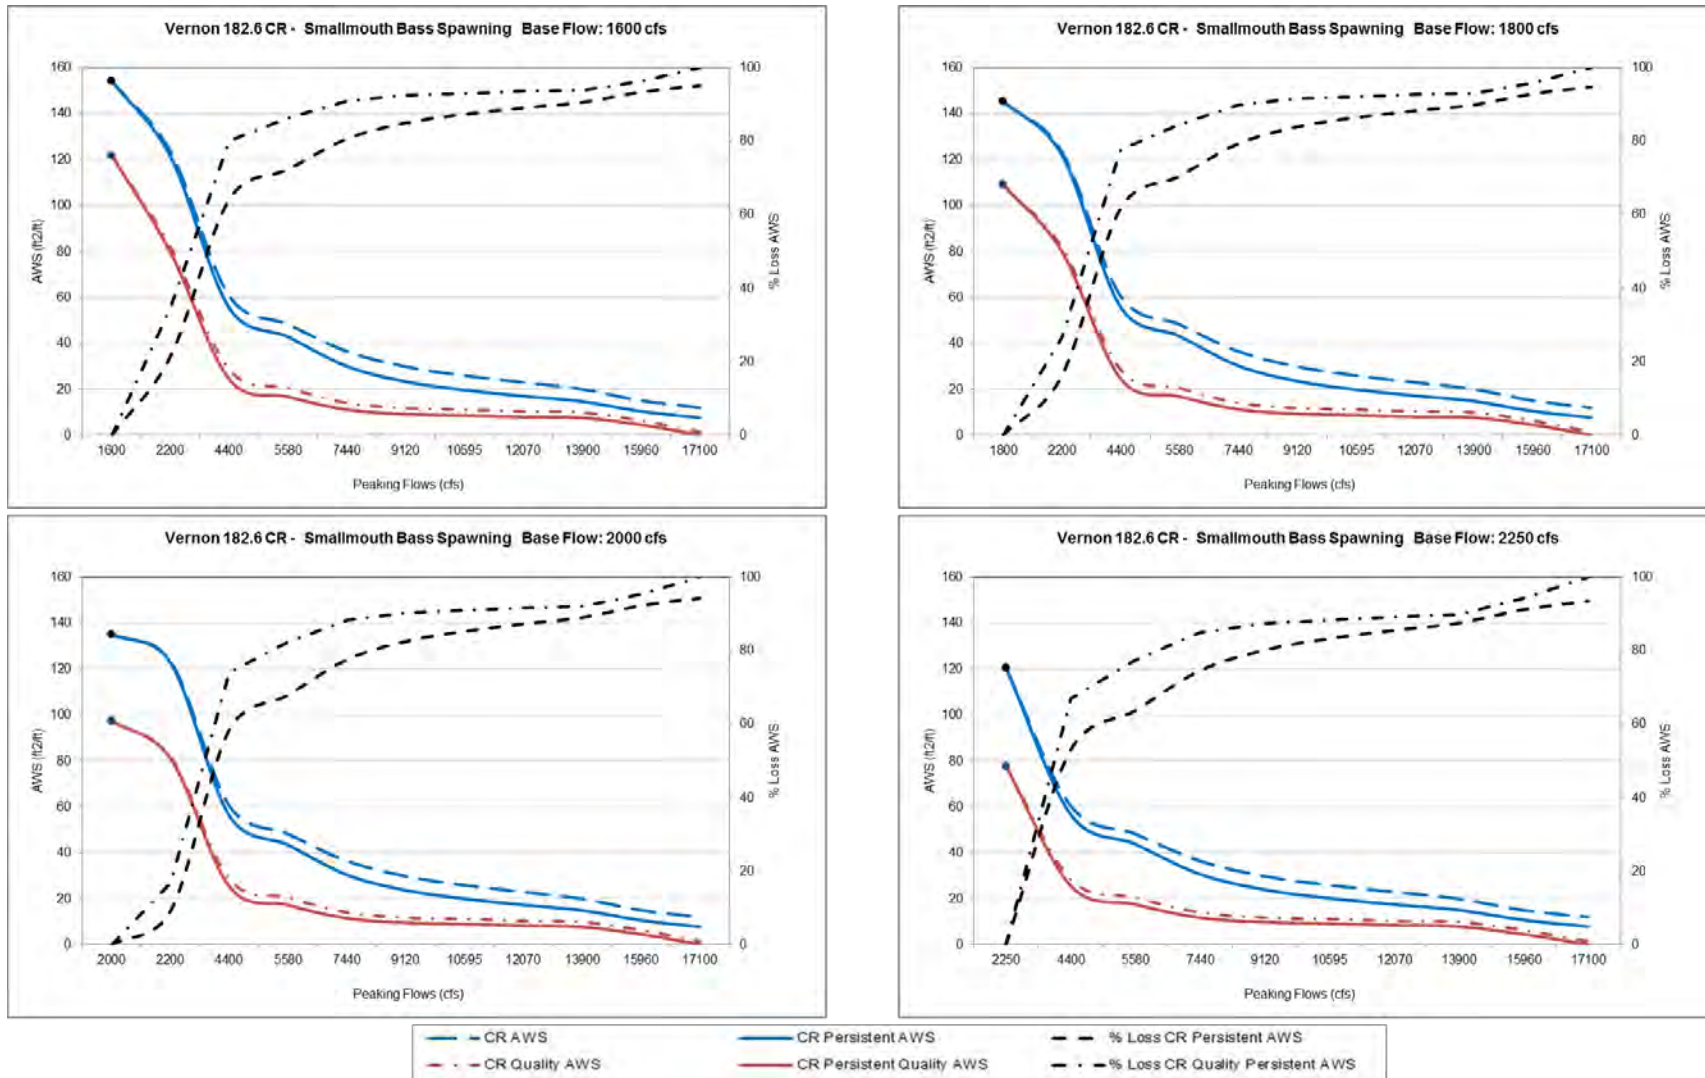 Vernon 182.6 CR - Smallmouth Bass Spawning Base Flow: 1600 cfs
160
140
120
100
80
60
40
20
0
AWS (ft2/ft)
100
80
60
40
20
0
% Loss AWS
1600 2200 4400 5580 7440 9120 10595 12070 13900 15960 17100
Peaking Flows (cfs)
Vernon 182.6 CR - Smallmouth Bass Spawning Base Flow: 1800 cfs
160
140
120
100
80
60
40
20
0
AWS (ft2/ft)
100
80
60
40
20
0
% Loss AWS
1800 2200 4400 5580 7440 9120 10595 12070 13900 15960 17100
Peaking Flows (cfs)
Vernon 182.6 CR - Smallmouth Bass Spawning Base Flow: 2000 cfs
160
140
120
100
80
60
40
20
0
AWS (ft2/ft)
100
80
60
40
20
0
% Loss AWS
2000 2200 4400 5580 7440 9120 10595 12070 13900 15960 17100
Peaking Flows (cfs)
Vernon 182.6 CR - Smallmouth Bass Spawning Base Flow: 2250 cfs
160
140
120
100
80
60
40
20
0
AWS (ft2/ft)
100
80
60
40
20
0
% Loss AWS
2250 4400 5580 7440 9120 10595 12070 13900 15960 17100
Peaking Flows (cfs)
CR AWS CR Persistent AWS % Loss CR Persistent AWS
CR Quality AWS CR Persistent Quality AWS % Loss CR Quality Persistent AWS